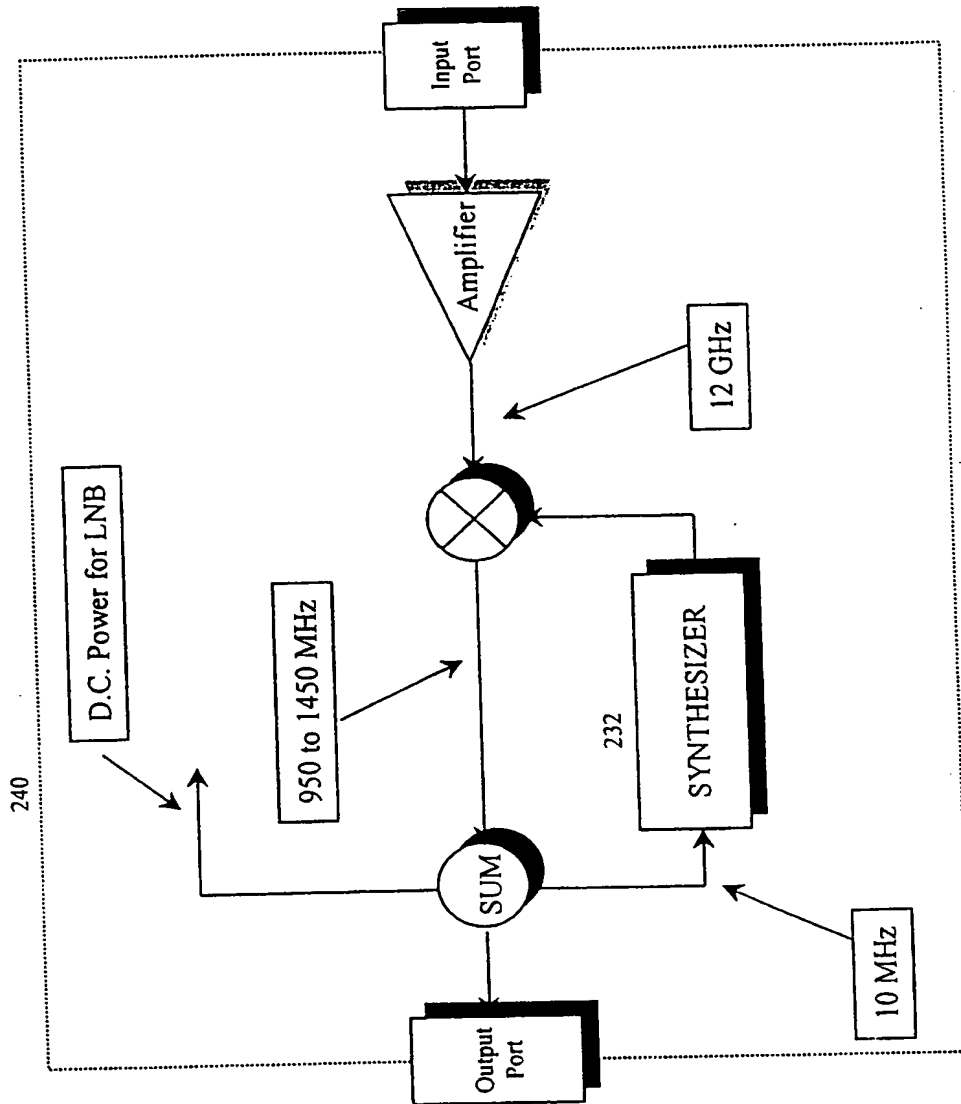 240
D.C. Power for LNB
950 to 1450 MHz
Input
Port
Amplifier
12 GHz
SUM
232
SYNTHESIZER
Output
Port
10 MHz